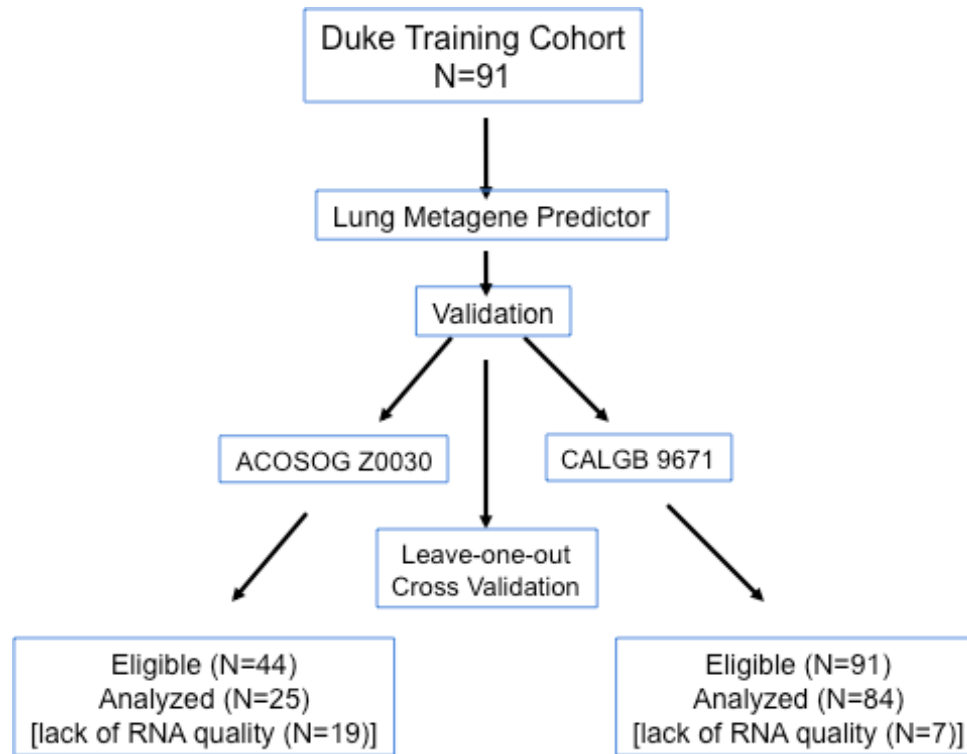 Duke Training Cohort
N=91
Lung Metagene Predictor
Validation
ACOSOG Z0030
CALGB 9671
Leave-one-out
Cross Validation
Eligible (N=44)
Analyzed (N=25)
[lack of RNA quality (N=19)]
Eligible (N=91)
Analyzed (N=84)
[lack of RNA quality (N=7)]